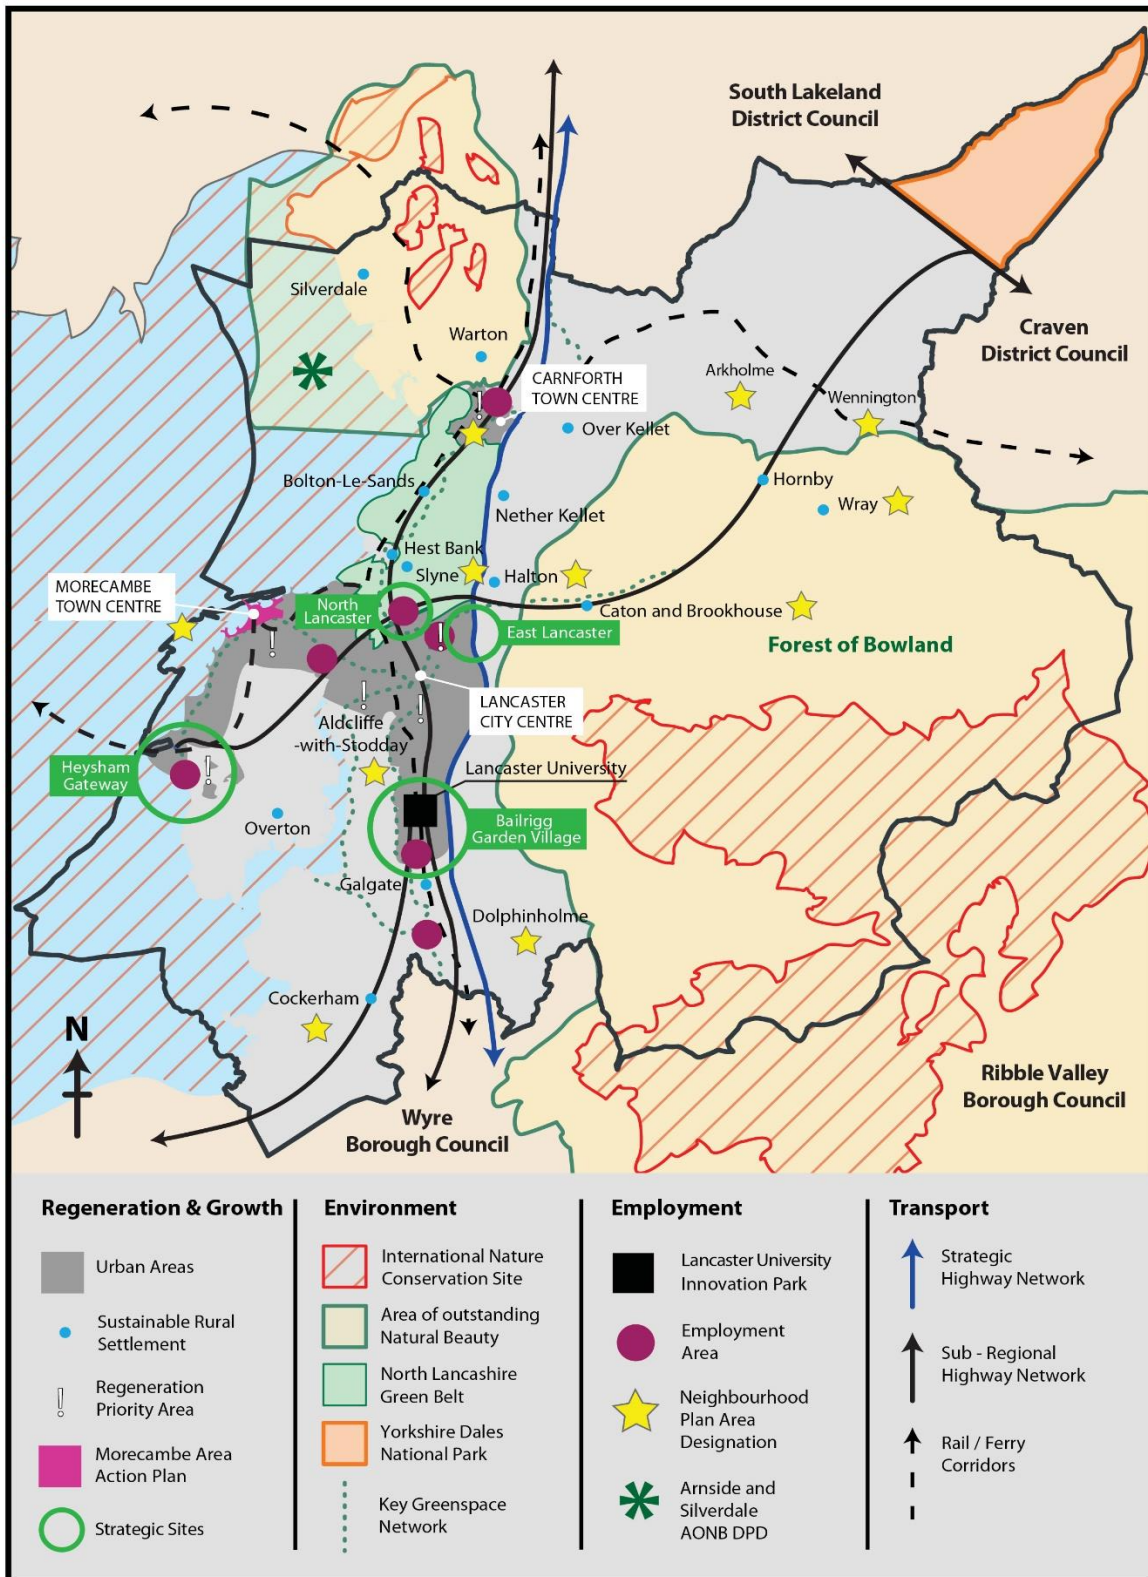 South Lakeland
District Council
Silverdale
Warton
Craven
District Council
CARNFORTH
TOWN CENTRE
Arkholme
Wennington
Over Kellet
Bolton-Le-Sands
Hornby
Nether Kellet
Wray
Hest Bank
Slyne
Halton
MORECAMBE
TOWN CENTRE
North
Lancaster
Caton and Brookhouse
East Lancaster
Forest of Bowland
LANCASTER
CITY CENTRE
Aldcliffe
-with-Stodday
Heysham
Gateway
Lancaster University
Overton
Bailrigg
Garden Village
Galgate
Dolphinholme
Cockerham
N
Ribble Valley
Borough Council
Wyre
Borough Council
Regeneration & Growth
Urban Areas
Sustainable Rural
Settlement
! Regeneration
Priority Area
Morecambe Area
Action Plan
Strategic Sites
Environment
International Nature
Conservation Site
Area of outstanding
Natural Beauty
North Lancashire
Green Belt
Yorkshire Dales
National Park
Key Greenspace
Network
Employment
Lancaster University
Innovation Park
Employment
Area
Neighbourhood
Plan Area
Designation
Arnside and
Silverdale
AONB DPD
Transport
Strategic
Highway Network
Sub - Regional
Highway Network
Rail / Ferry
Corridors